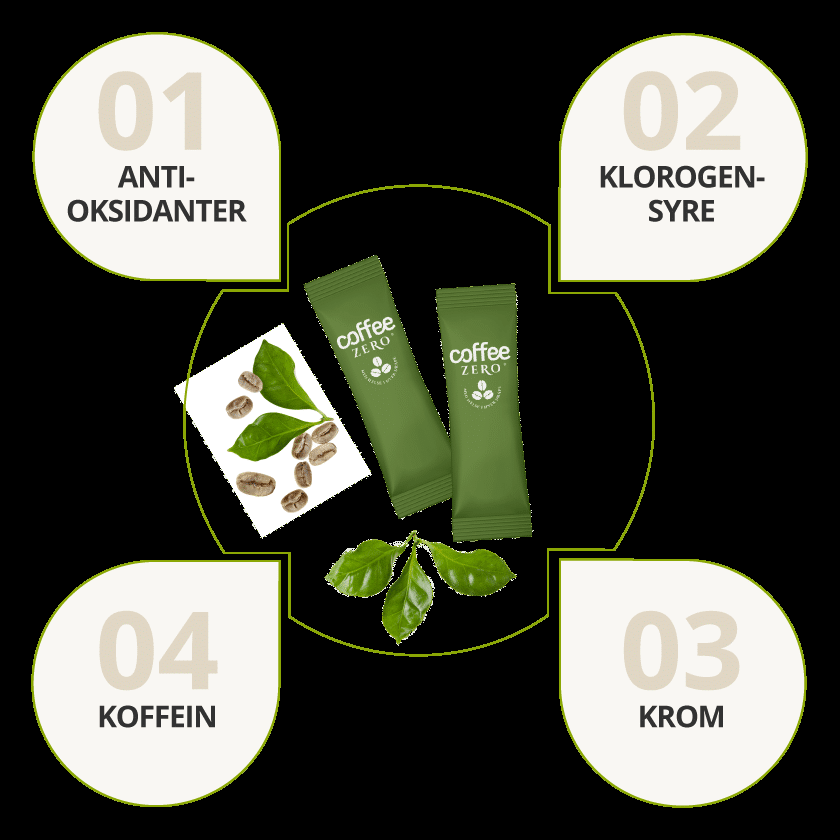 01
ANTI-
OKSIDANTER
02
KLOROGEN-
SYRE
coffee
ZERO
coffee
ZERO
04
KOFFEIN
03
KROM